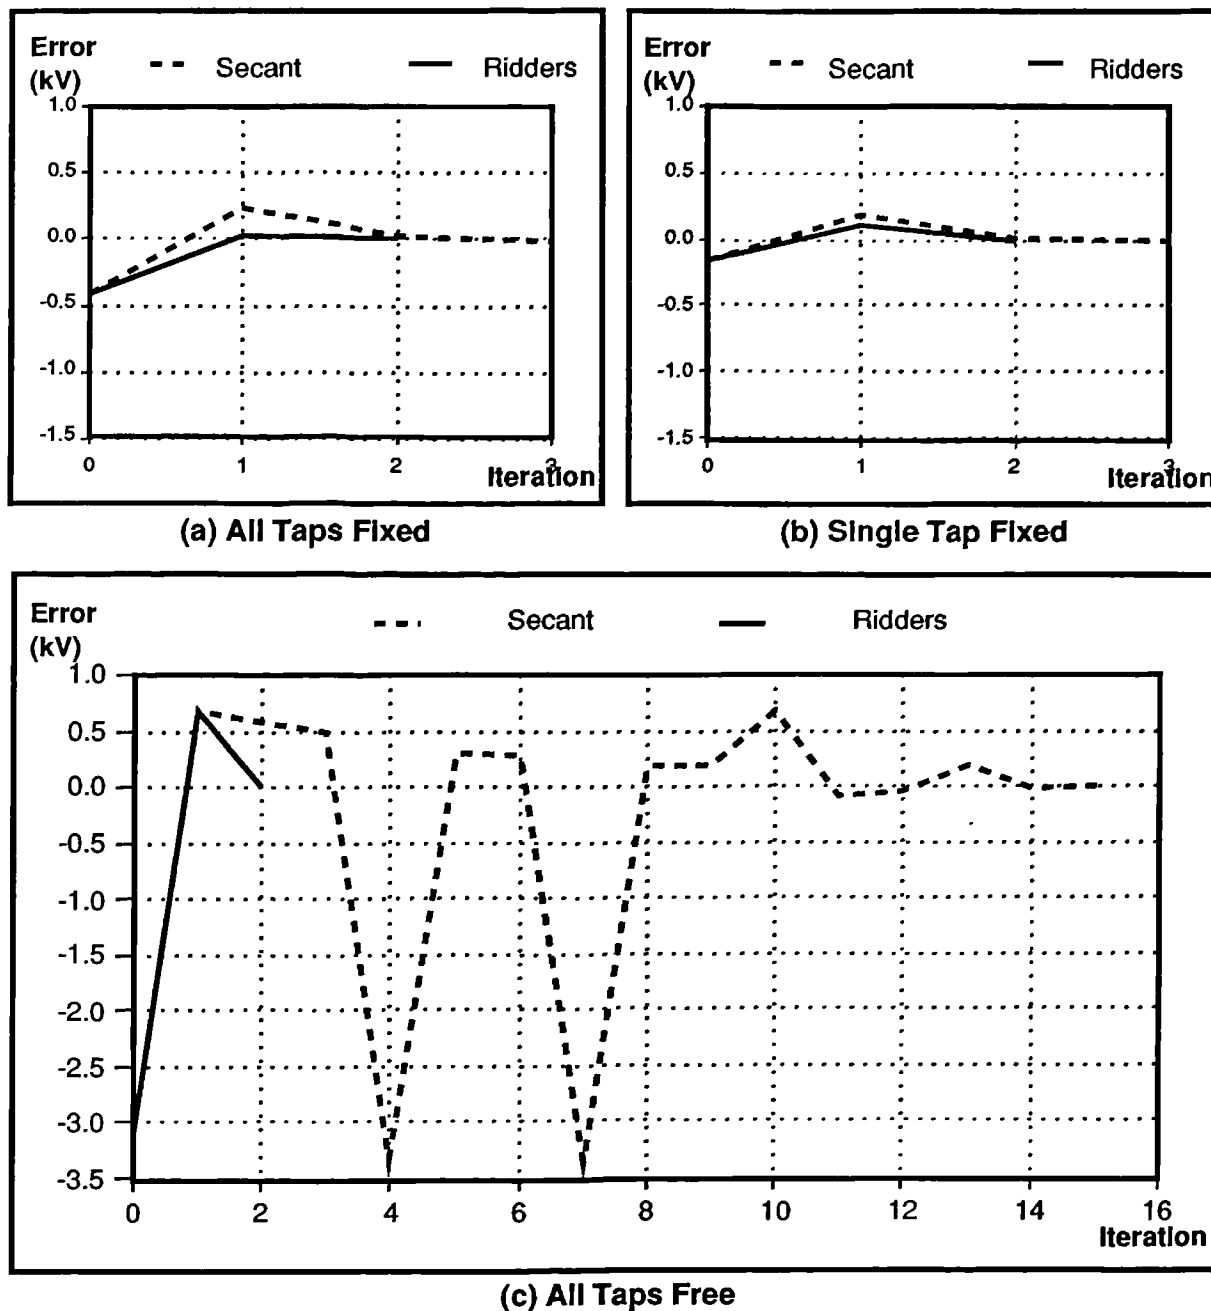 Error
(kV)
Secant
Ridders
1.0
0.5
0.0
-0.5
-1.0
-1.5
0 1 2 3
Iteration
(a) All Taps Fixed
Error
(kV)
Secant
Ridders
1.0
0.5
0.0
-0.5
-1.0
-1.5
0 1 2 3
Iteration
(b) Single Tap Fixed
Error
(kV)
Secant
Ridders
1.0
0.5
0.0
-0.5
-1.0
-1.5
-2.0
-2.5
-3.0
-3.5
0 2 4 6 8 10 12 14 16
Iteration
(c) All Taps Free